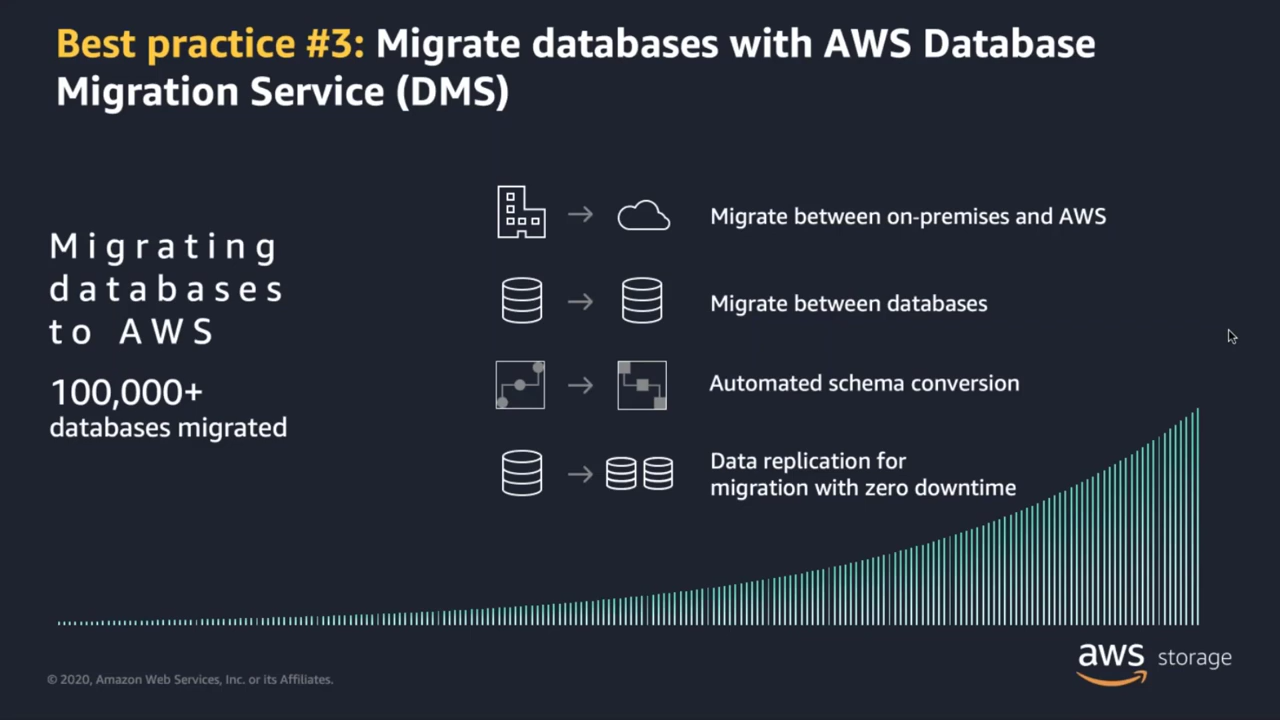 Best practice #3: Migrate databases with AWS Database
Migration Service (DMS)
Migrating
databases
to AWS
100,000+
databases migrated
Migrate between on-premises and AWS
Migrate between databases
Automated schema conversion
Data replication for
migration with zero downtime
© 2020, Amazon Web Services, Inc. or its Affiliates.
aws storage